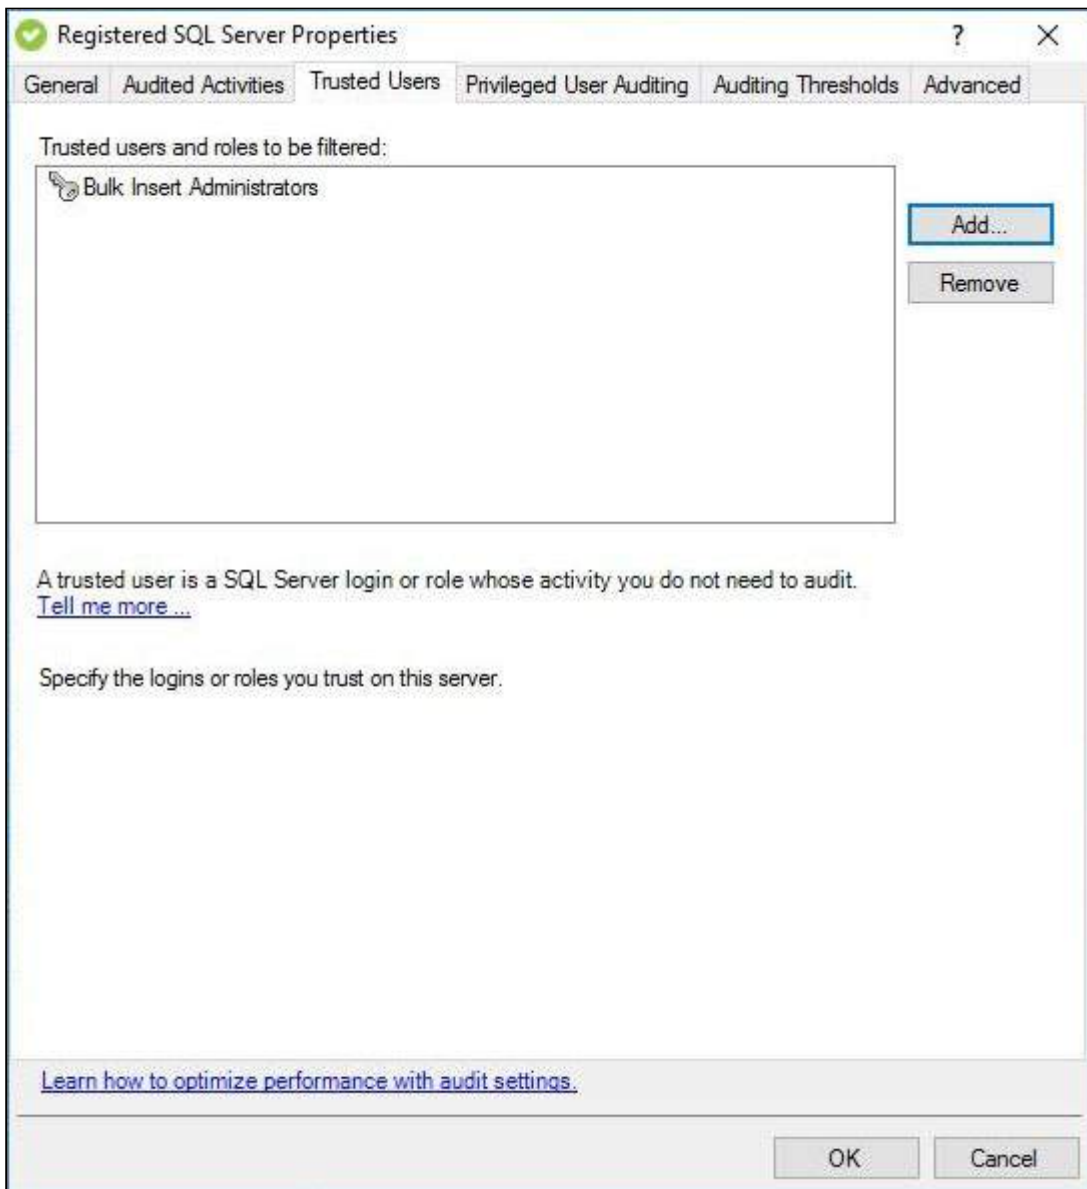 Registered SQL Server Properties
?
General Audited Activities Trusted Users Privileged User Auditing Auditing Thresholds Advanced
Trusted users and roles to be filtered:
Bulk Insert Administrators
Add...
Remove
A trusted user is a SQL Server login or role whose activity you do not need to audit.
Tell me more ...
Specify the logins or roles you trust on this server.
Learn how to optimize performance with audit settings.
OK Cancel